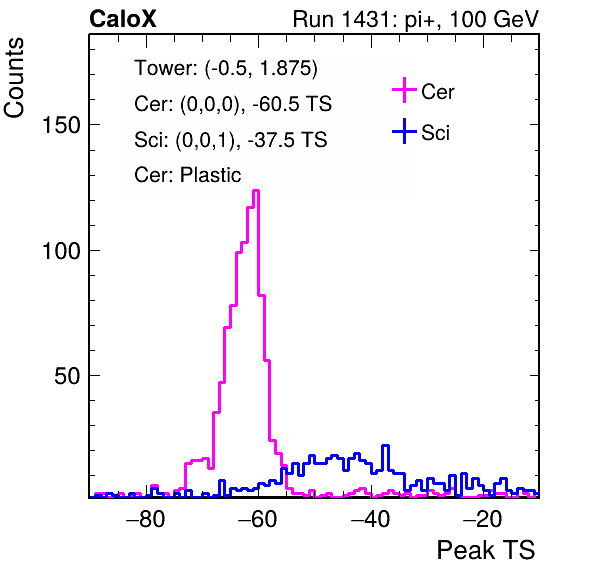 CaloX Run 1431: pi+, 100 GeV
Counts
Tower: (-0.5, 1.875)
Cer: (0,0,0), -60.5 TS
Sci: (0,0,1), -37.5 TS
Cer: Plastic
Cer
Sci
150
100
50
−80 −60 −40 −20
Peak TS